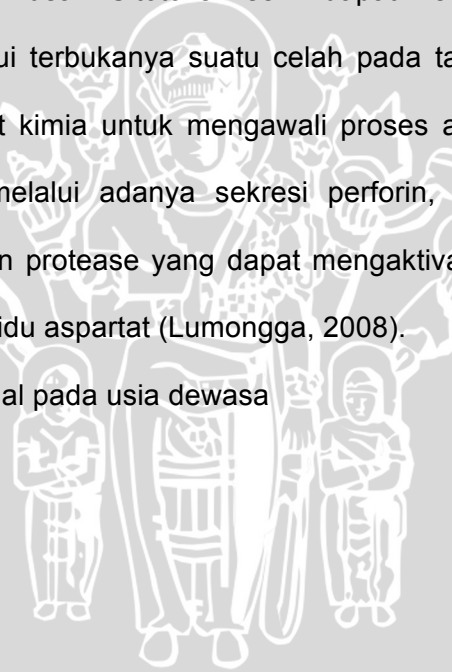 ui terbukanya suatu celah pada ta
t kimia untuk mengawali proses a
melalui adanya sekresi perforin,
n protease yang dapat mengaktiva
idu aspartat (Lumongga, 2008).
al pada usia dewasa